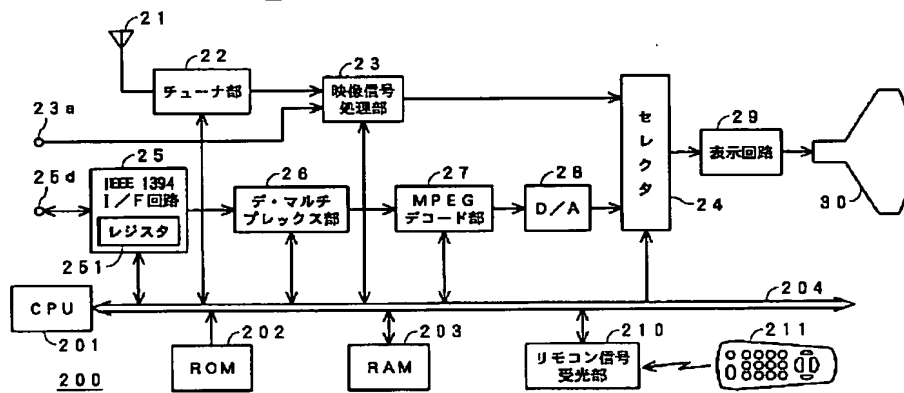 21
22
チューナ部
23
映像信号
処理部
23a
25d
25
IEEE 1394
I/F回路
レジスタ
251
26
デ・マルチ
プレックス部
27
MPEG
デコード部
28
D/A
セレクタ
24
29
表示回路
30
CPU
201
204
202
ROM
203
RAM
210
リモコン信号
受光部
211
200